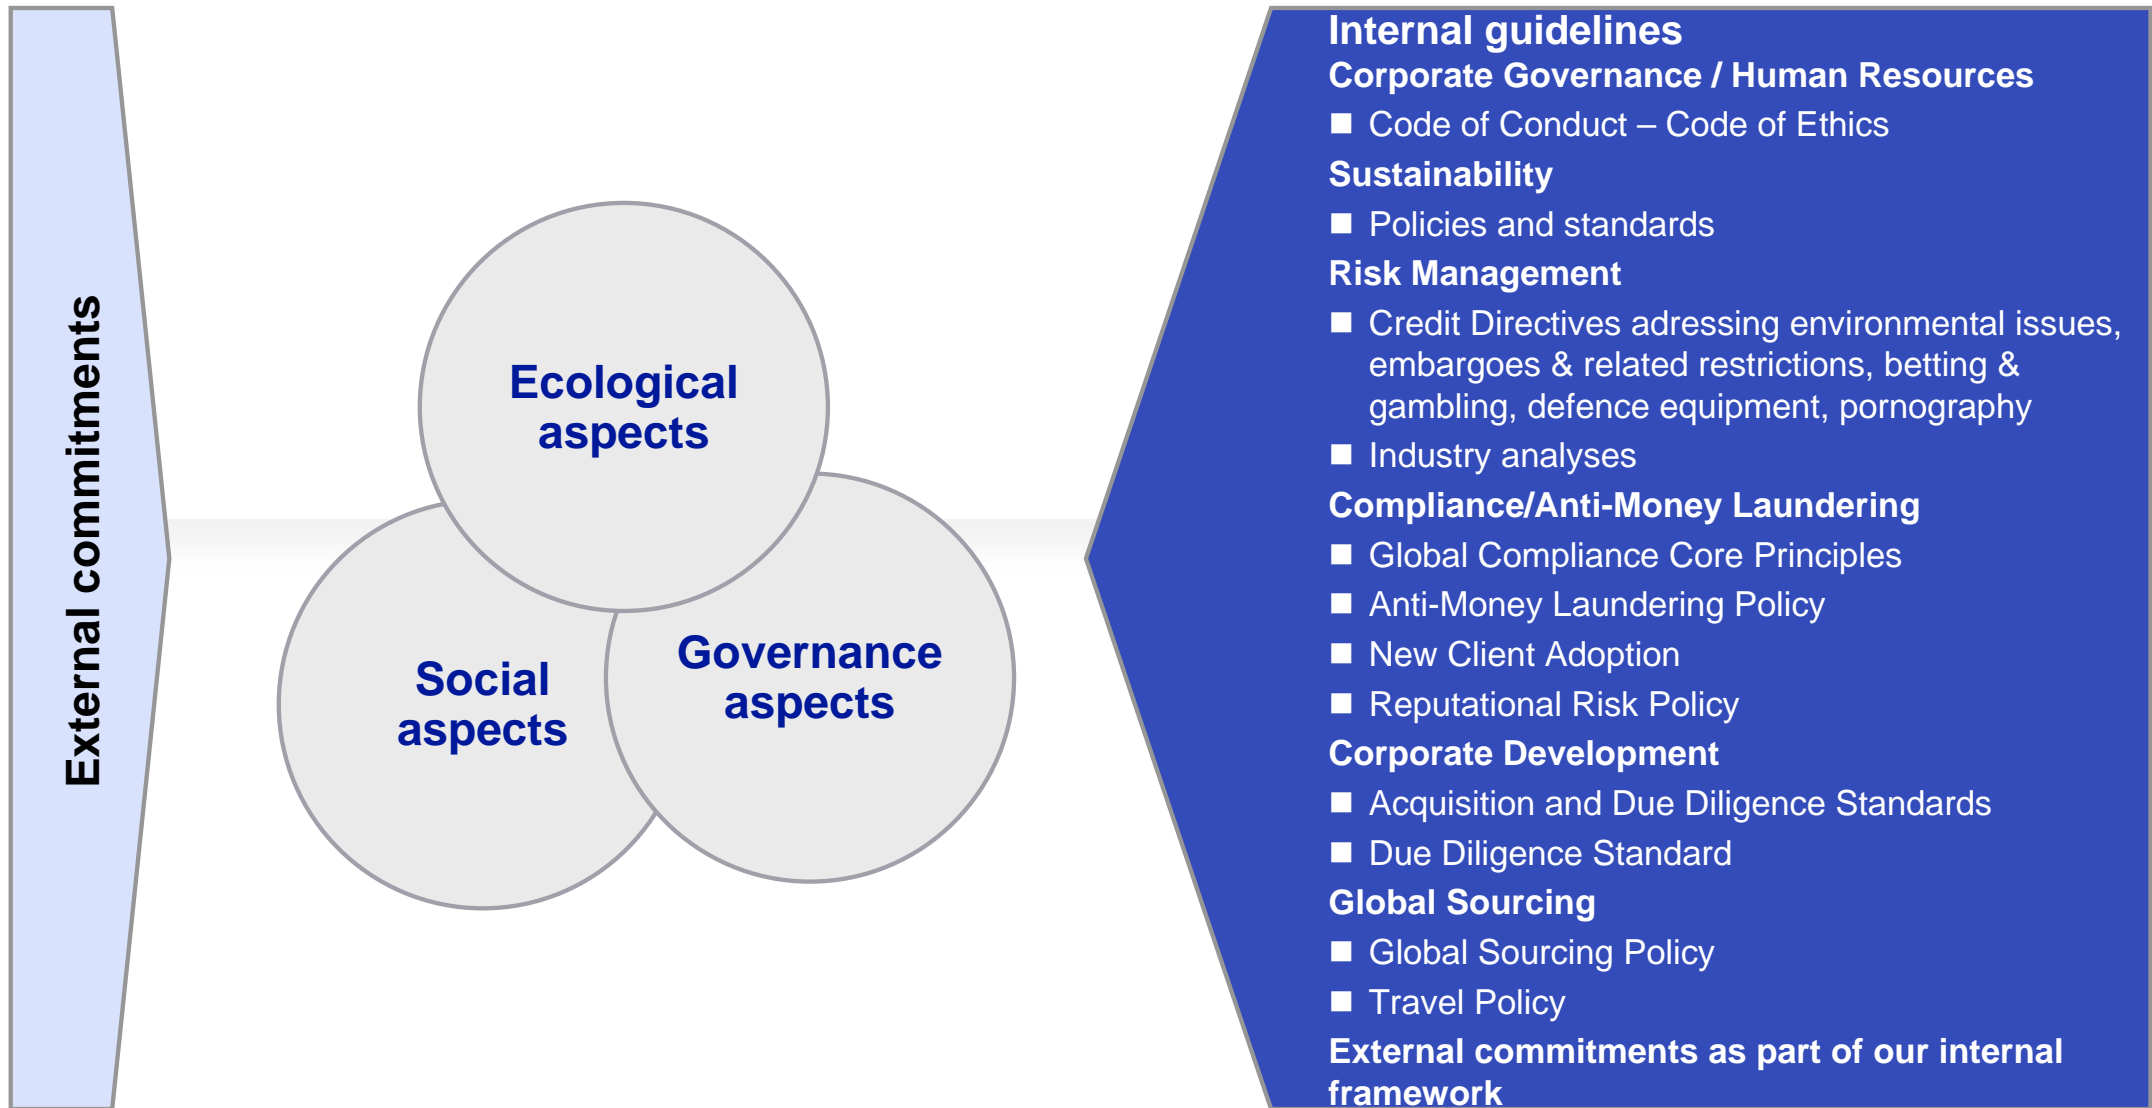 External commitments
Ecological
aspects
Social
aspects
Governance
aspects
Internal guidelines
Corporate Governance / Human Resources
Code of Conduct – Code of Ethics
Sustainability
Policies and standards
Risk Management
Credit Directives adressing environmental issues,
embargoes & related restrictions, betting &
gambling, defence equipment, pornography
Industry analyses
Compliance/Anti-Money Laundering
Global Compliance Core Principles
Anti-Money Laundering Policy
New Client Adoption
Reputational Risk Policy
Corporate Development
Acquisition and Due Diligence Standards
Due Diligence Standard
Global Sourcing
Global Sourcing Policy
Travel Policy
External commitments as part of our internal
framework